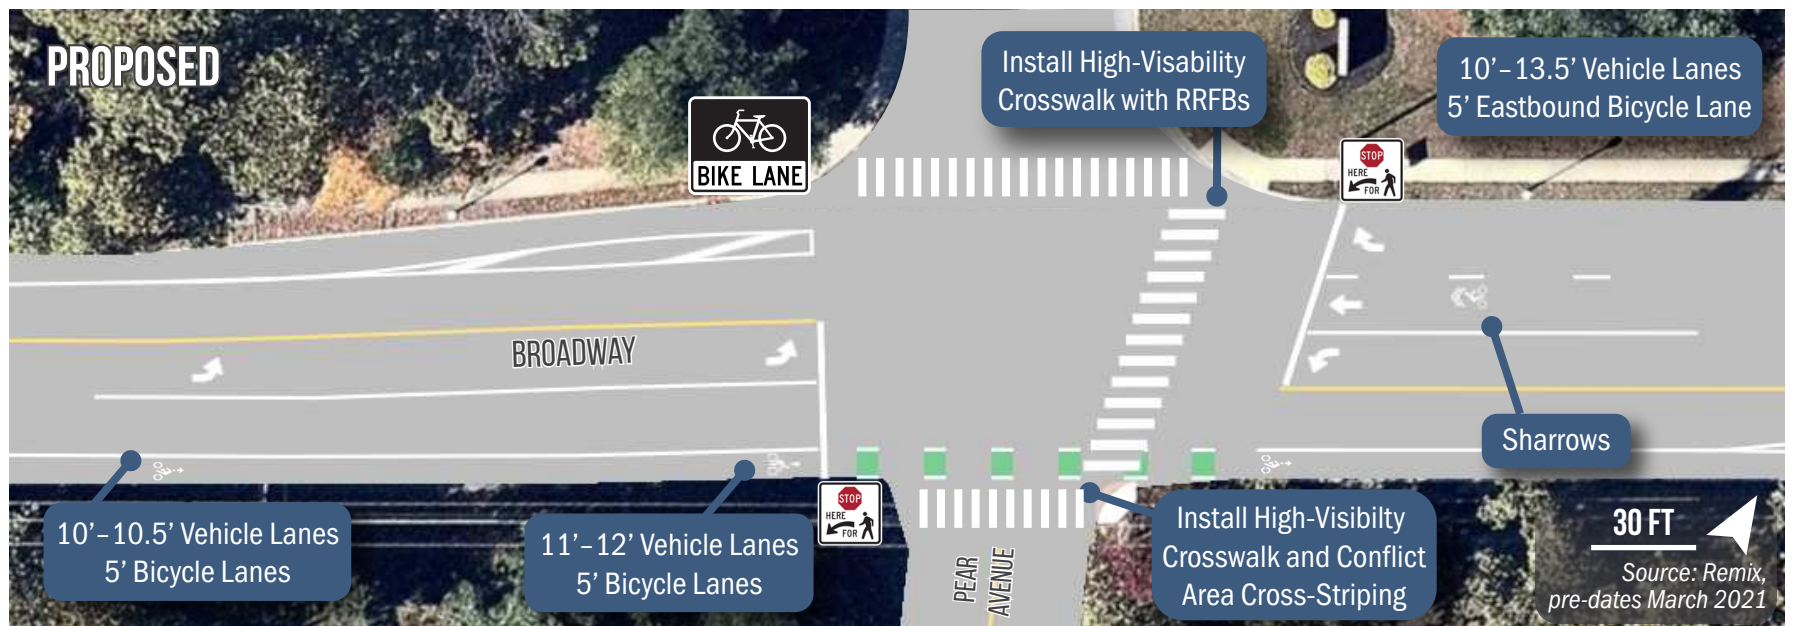 PROPOSED
BIKE LANE
Install High-Visability
Crosswalk with RRFBs
10'–13.5' Vehicle Lanes
5' Eastbound Bicycle Lane
STOP
HERE
FOR
BROADWAY
Sharrows
10'–10.5' Vehicle Lanes
5' Bicycle Lanes
11'–12' Vehicle Lanes
5' Bicycle Lanes
STOP
HERE
FOR
PEAR
AVENUE
Install High-Visibilty
Crosswalk and Conflict
Area Cross-Striping
30 FT
Source: Remix,
pre-dates March 2021